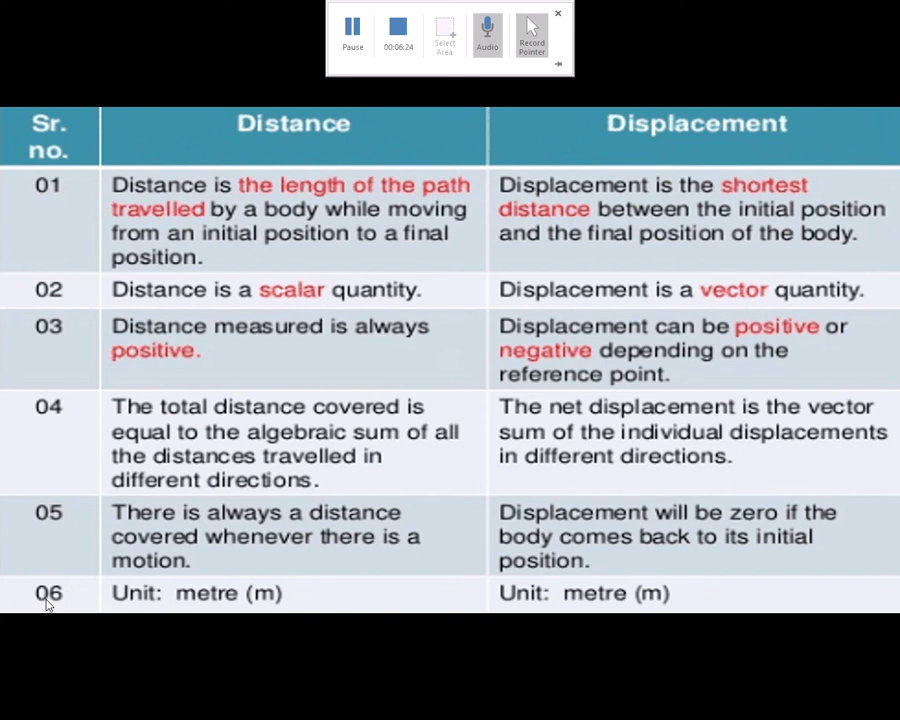 Pause
00:06:24
Select
Area
Audio
Record
Pointer
Sr.
no.
Distance
Displacement
01
Distance is the length of the path
travelled by a body while moving
from an initial position to a final
position.
Displacement is the shortest
distance between the initial position
and the final position of the body.
02
Distance is a scalar quantity.
Displacement is a vector quantity.
03
Distance measured is always
positive.
Displacement can be positive or
negative depending on the
reference point.
04
The total distance covered is
equal to the algebraic sum of all
the distances travelled in
different directions.
The net displacement is the vector
sum of the individual displacements
in different directions.
05
There is always a distance
covered whenever there is a
motion.
Displacement will be zero if the
body comes back to its initial
position.
06
Unit: metre (m)
Unit: metre (m)